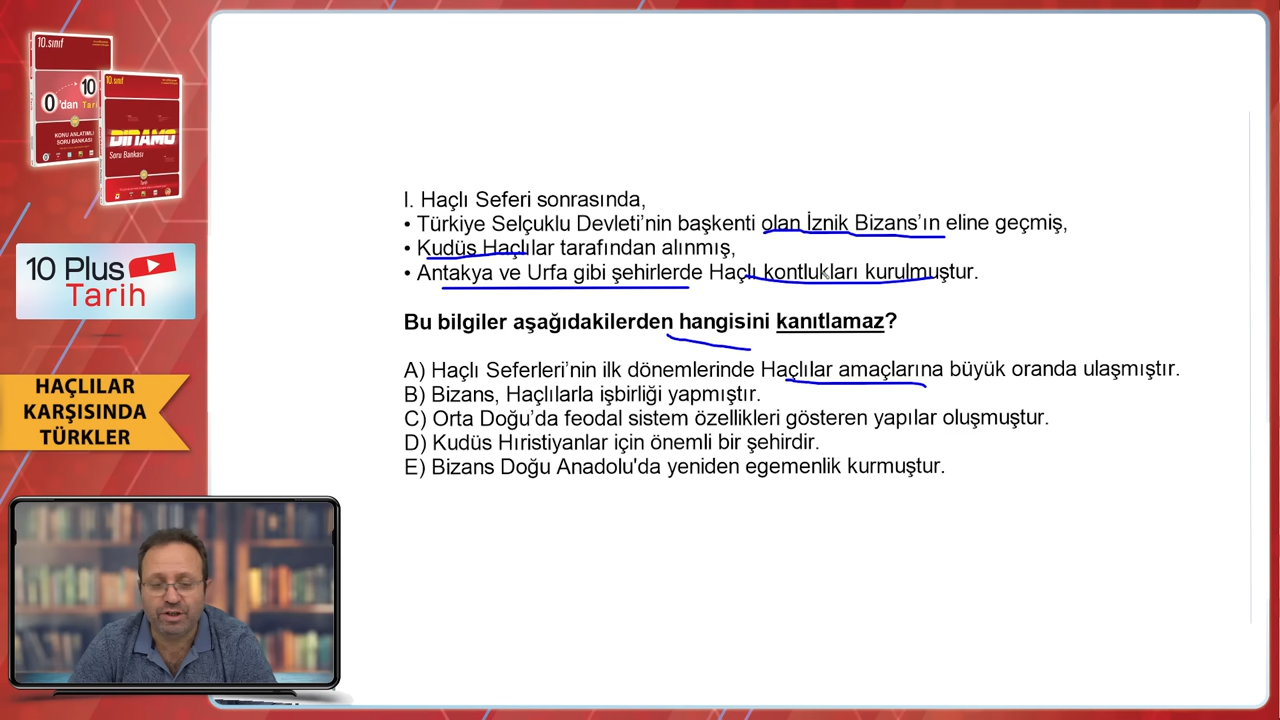 10.sınıf
0'dan 10
Tari
KONU ANLATIMLI
SORU BANKASI
10.sınıf
DINAMO
Soru Bankası
Tarih
10 Plus
Tarih
HAÇLILAR
KARŞISINDA
TÜRKLER
I. Haçlı Seferi sonrasında,
• Türkiye Selçuklu Devleti’nin başkenti olan İznik Bizans’ın eline geçmiş,
• Kudüs Haçlılar tarafından alınmış,
• Antakya ve Urfa gibi şehirlerde Haçlı kontlukları kurulmuştur.
Bu bilgiler aşağıdakilerden hangisini kanıtlamaz?
A) Haçlı Seferleri’nin ilk dönemlerinde Haçlılar amaçlarına büyük oranda ulaşmıştır.
B) Bizans, Haçlılarla işbirliği yapmıştır.
C) Orta Doğu’da feodal sistem özellikleri gösteren yapılar oluşmuştur.
D) Kudüs Hıristiyanlar için önemli bir şehirdir.
E) Bizans Doğu Anadolu'da yeniden egemenlik kurmuştur.